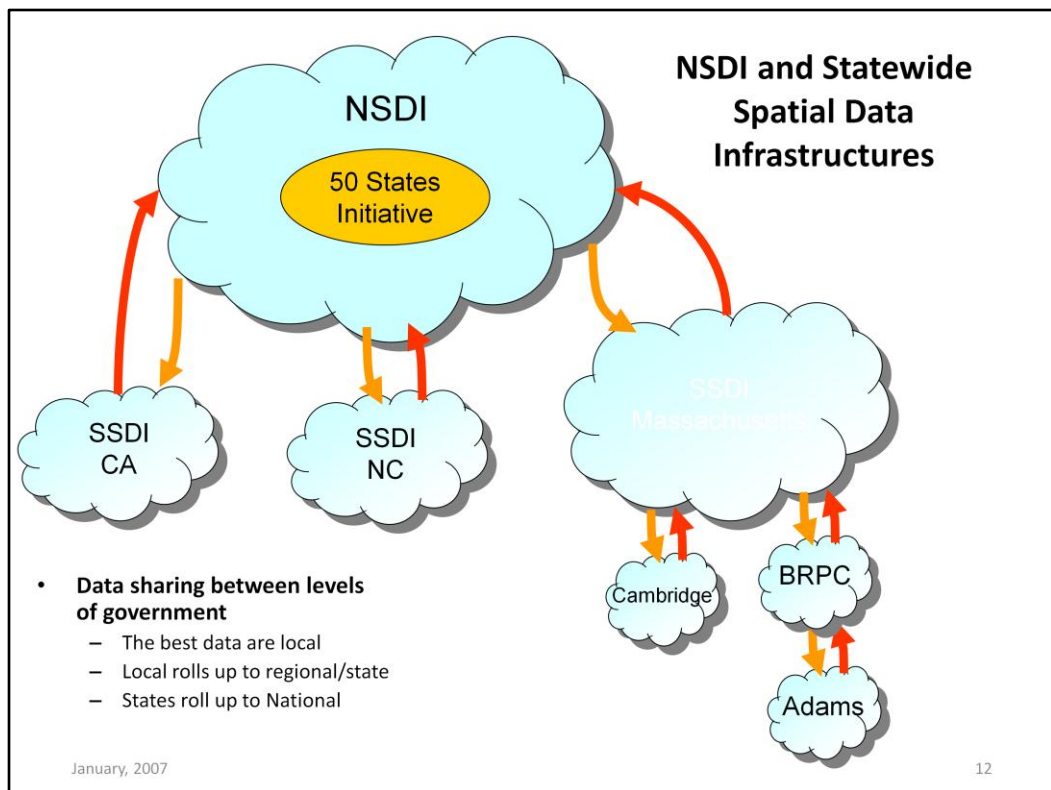 NSDI and Statewide
Spatial Data
Infrastructures
NSDI
50 States
Initiative
SSDI
CA
SSDI
NC
SSDI
Massachusetts
Cambridge
BRPC
Adams
• Data sharing between levels
of government
– The best data are local
– Local rolls up to regional/state
– States roll up to National
January, 2007
12